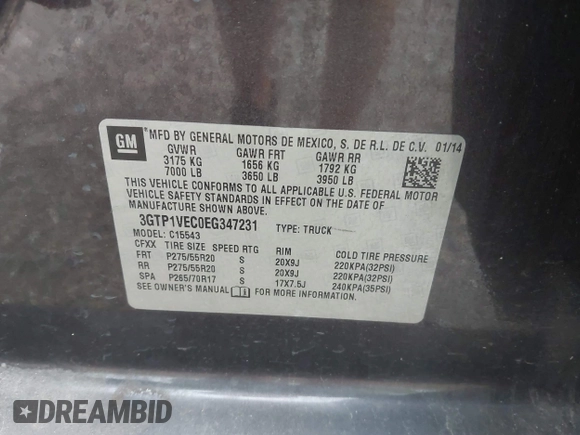 GM
MFD BY GENERAL MOTORS DE MEXICO, S. DE R.L. DE C.V. 01/14
GVWR GAWR FRT GAWR RR
3175 KG 1656 KG 1792 KG
7000 LB 3650 LB 3950 LB
THIS VEHICLE CONFORMS TO ALL APPLICABLE U.S. FEDERAL MOTOR
VEHICLE SAFETY STANDARDS IN EFFECT ON THE DATE OF
MANUFACTURE SHOWN ABOVE.
3GTP1VEC0EG347231 TYPE: TRUCK
MODEL: C15543
CFXX TIRE SIZE SPEED RTG RIM COLD TIRE PRESSURE
FRT P275/55R20 S 20X9J 220KPA(32PSI)
RR P275/55R20 S 20X9J 220KPA(32PSI)
SPA P265/70R17 S 17X7.5J 240KPA(35PSI)
SEE OWNER'S MANUAL FOR MORE INFORMATION.
DREAMBID